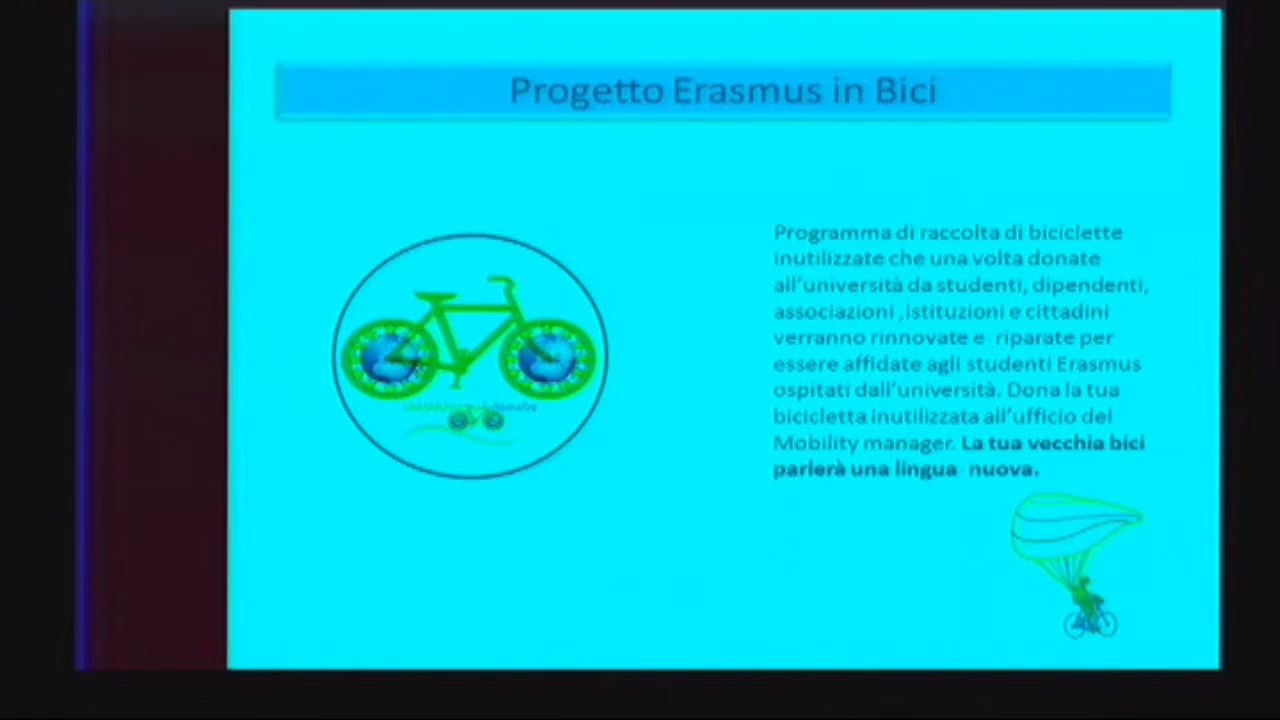 Progetto Erasmus in Bici
Programma di raccolta di biciclette
inutilizzate che una volta donate
all'università da studenti, dipendenti,
associazioni ,istituzioni e cittadini
verranno rinnovate e riparate per
essere affidate agli studenti Erasmus
ospitati dall'università. Dona la tua
bicicletta inutilizzata all'ufficio del
Mobility manager. La tua vecchia bici
parlerà una lingua nuova.